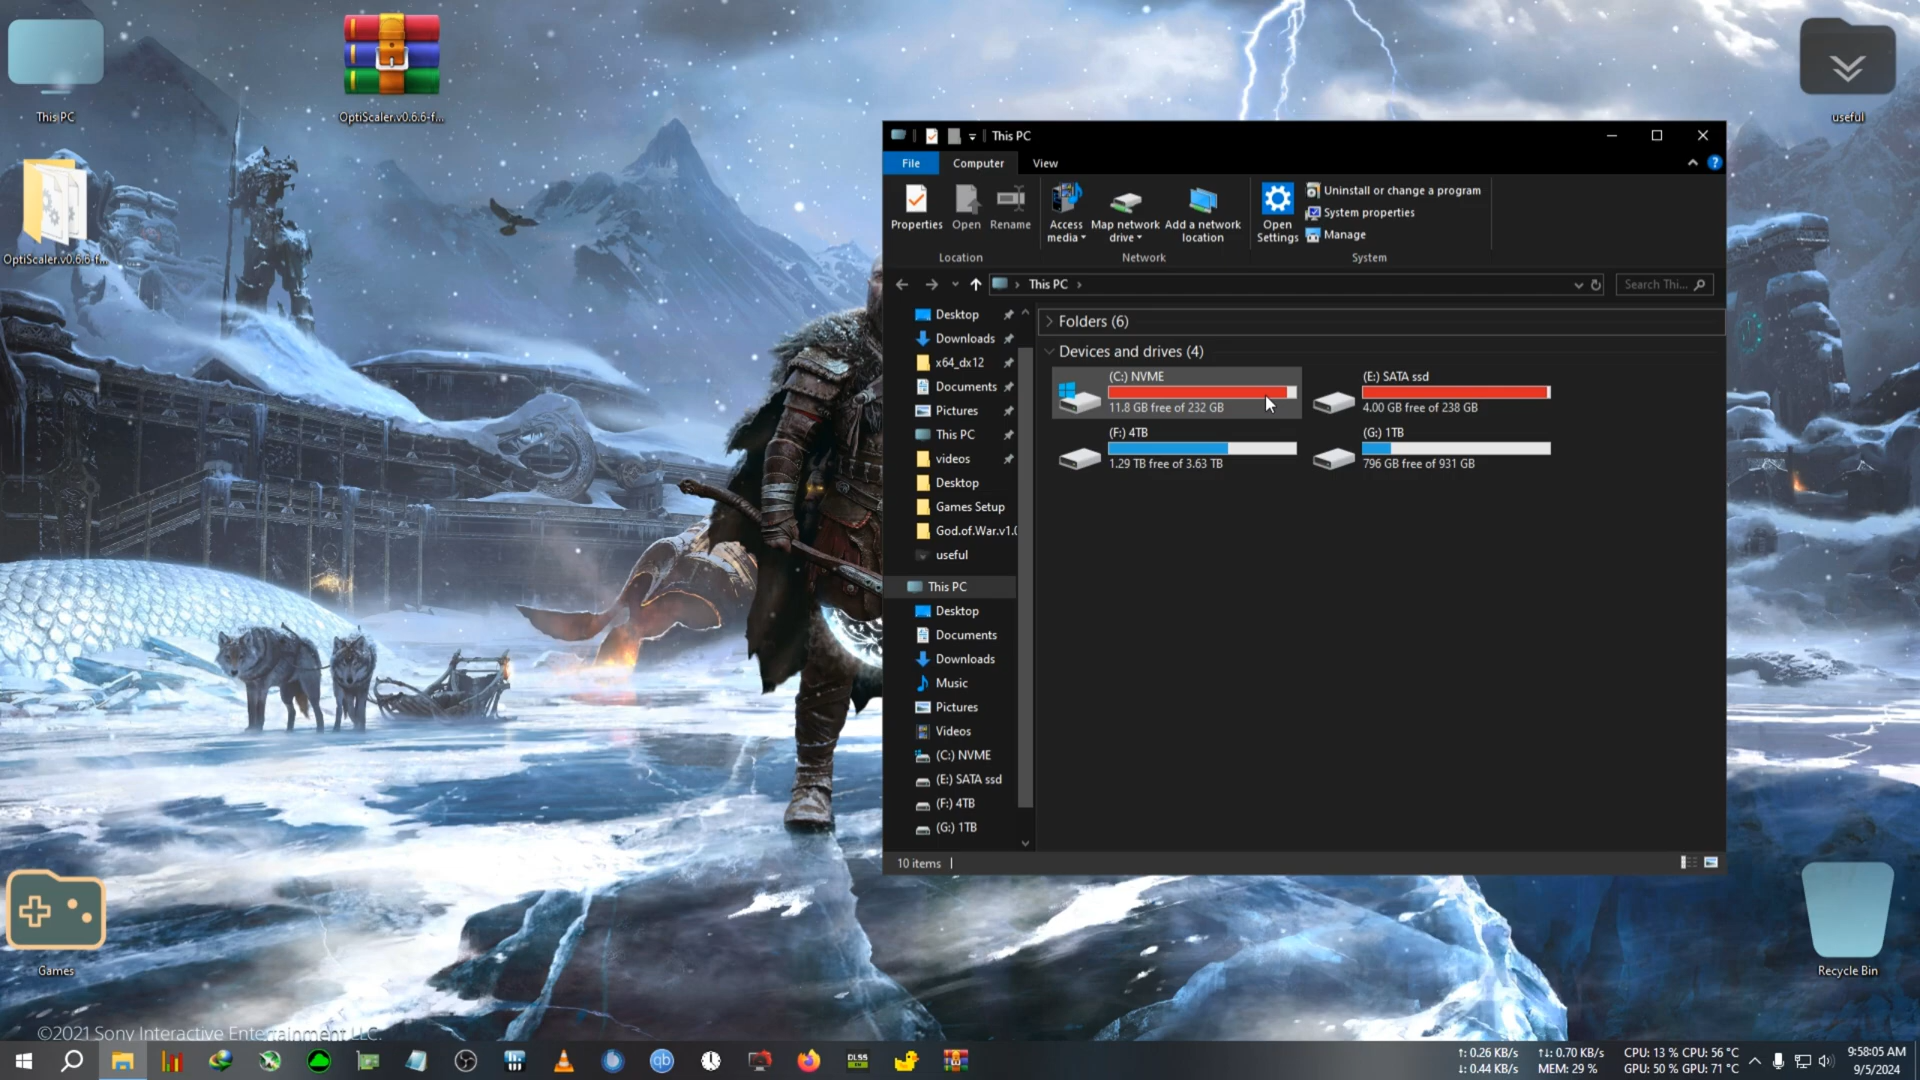 This PC
OptiScaler.v0.6.6-f...
useful
OptiScaler.v0.6.6-f...
This PC
File
Computer
View
Properties
Open
Rename
Access media
Map network drive
Add a network location
Open Settings
Uninstall or change a program
System properties
Manage
Location
Network
System
This PC
Search Thi...
Desktop
Downloads
x64_dx12
Documents
Pictures
This PC
videos
Desktop
Games Setup
God.of.War.v1.0
useful
This PC
Desktop
Documents
Downloads
Music
Pictures
Videos
(C:) NVME
(E:) SATA ssd
(F:) 4TB
(G:) 1TB
Folders (6)
Devices and drives (4)
(C:) NVME
11.8 GB free of 232 GB
(E:) SATA ssd
4.00 GB free of 238 GB
(F:) 4TB
1.29 TB free of 3.63 TB
(G:) 1TB
796 GB free of 931 GB
10 items
Games
Recycle Bin
©2021 Sony Interactive Entertainment LLC.
qb
DLSS
↑: 0.26 KB/s
↓: 0.44 KB/s
↑↓: 0.70 KB/s
MEM: 29 %
CPU: 13 % CPU: 56 °C
GPU: 50 % GPU: 71 °C
9:58:05 AM
9/5/2024